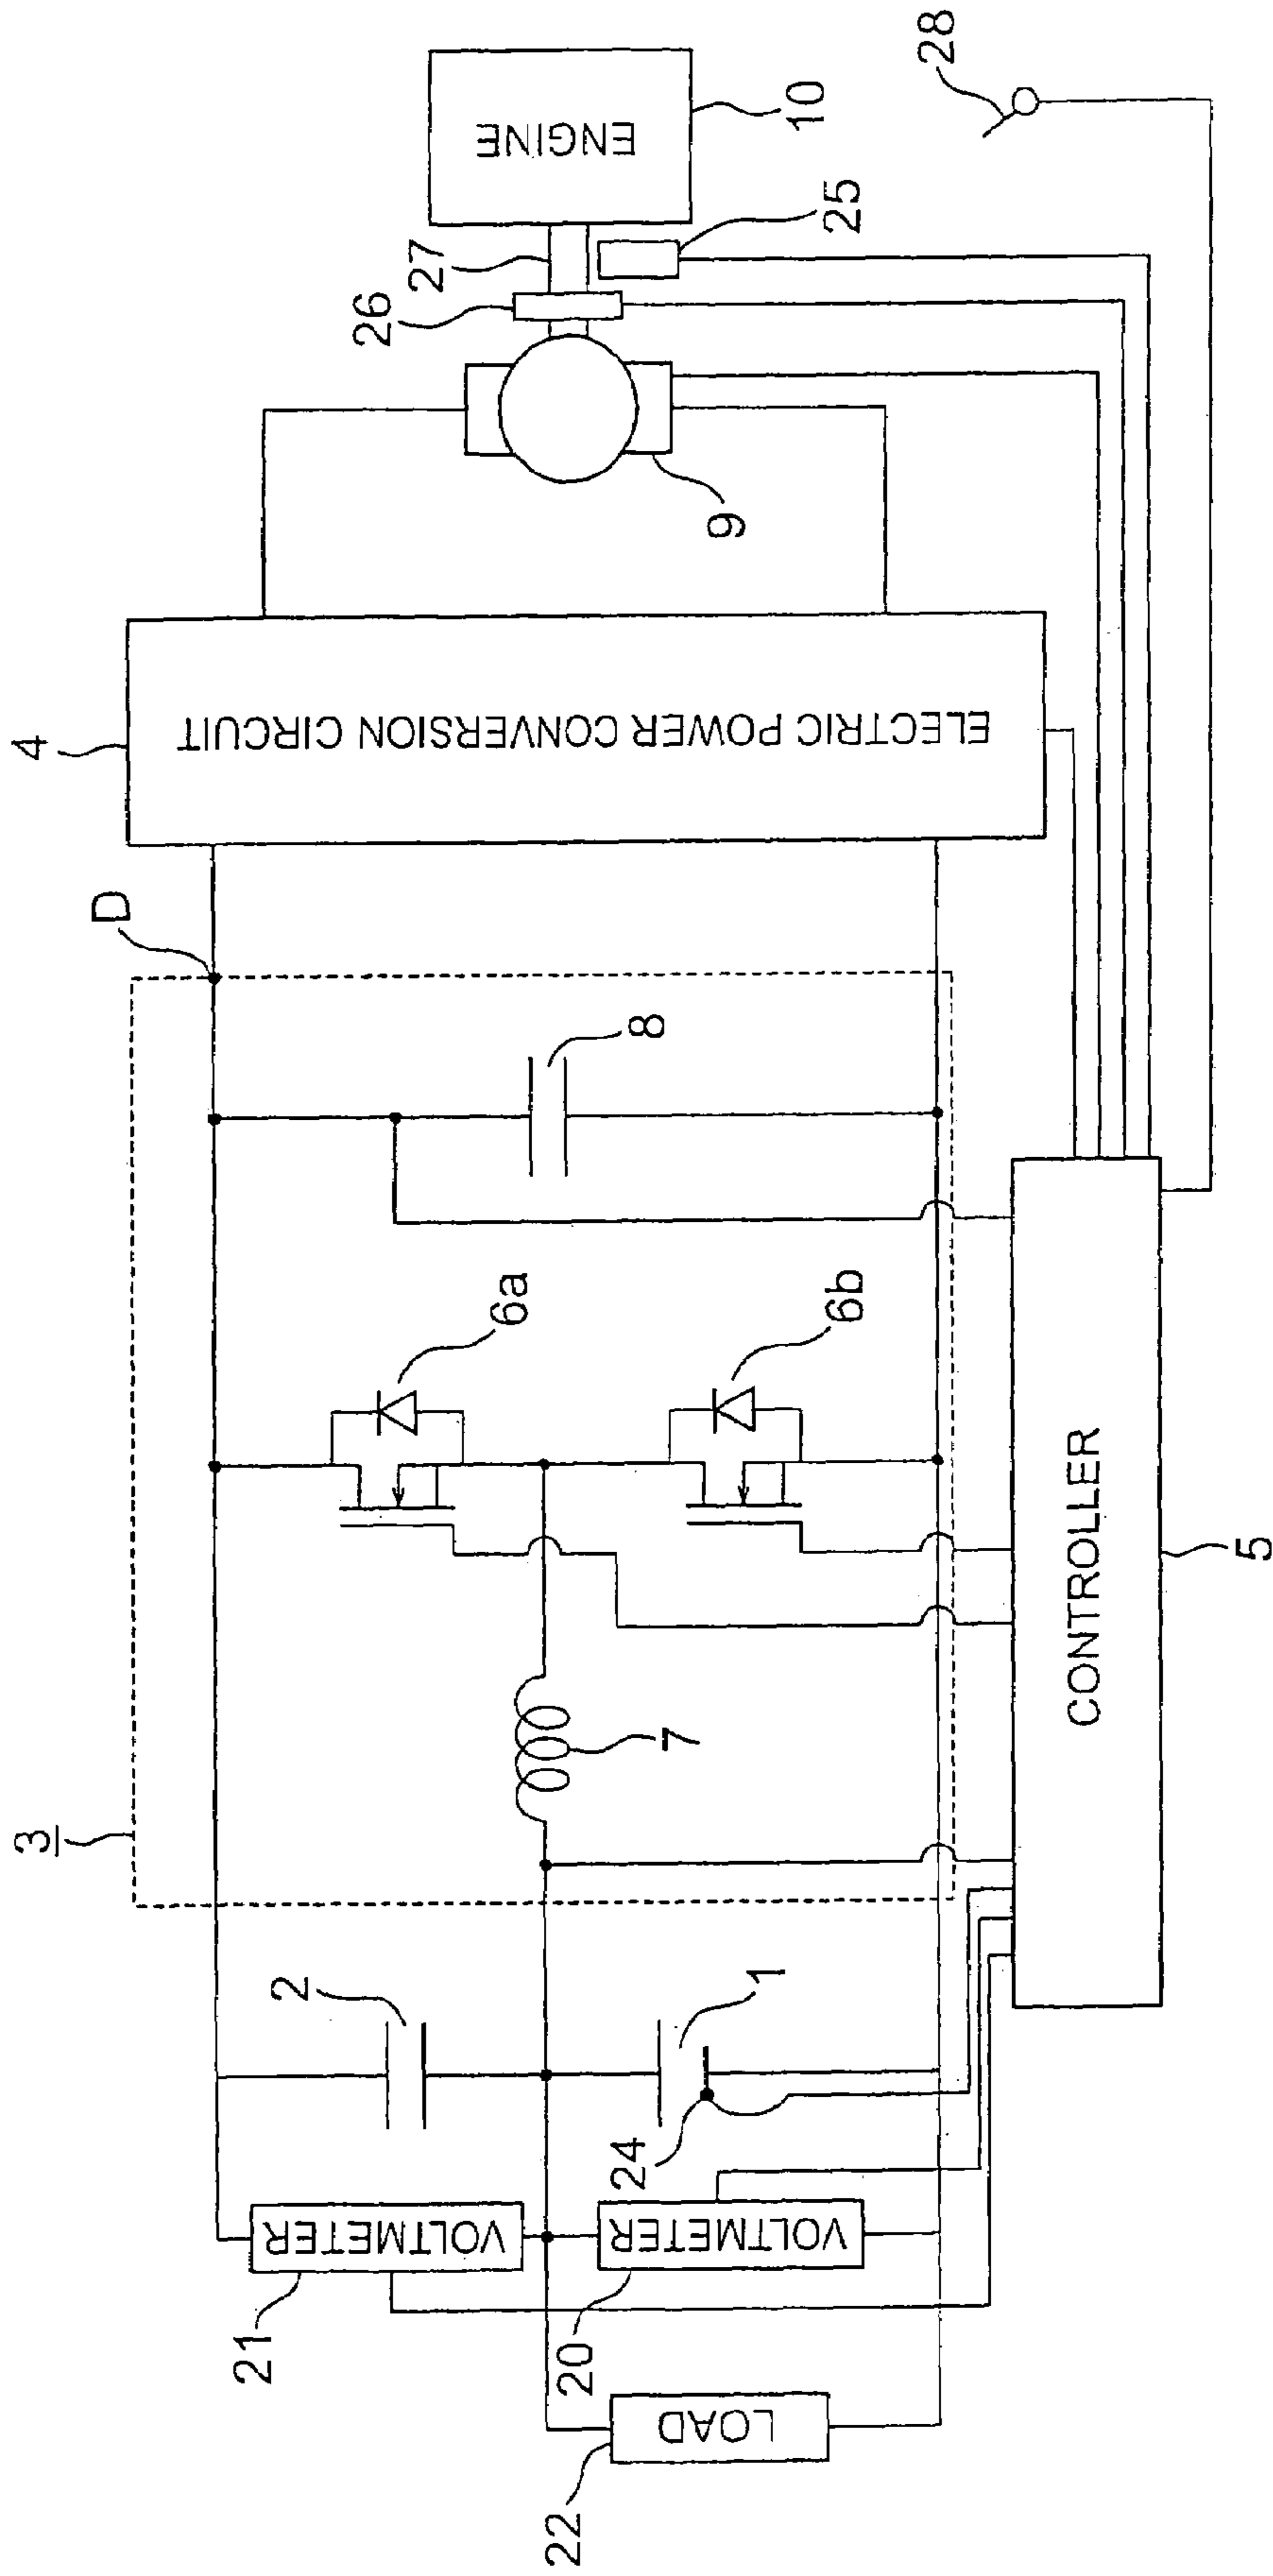 28
10
ENGINE
25
27
26
9
4
ELECTRIC POWER CONVERSION CIRCUIT
D
8
6a
6b
3
7
CONTROLLER
5
2
1
24
21
VOLTMETER
20
VOLTMETER
22
LOAD